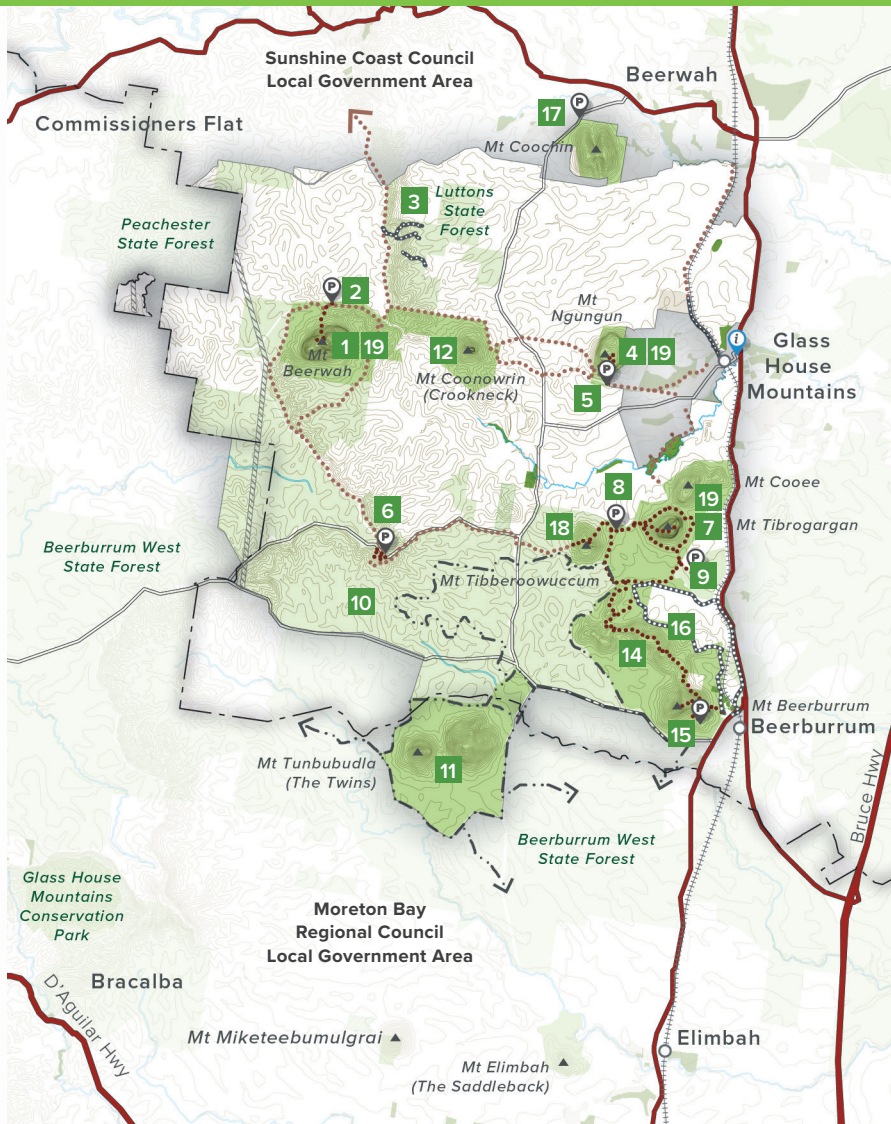 Sunshine Coast Council
Local Government Area
Beerwah
17
P
Commissioners Flat
Mt Coochin
3
Luttons
State
Forest
Peachester
State Forest
P
2
Mt
Ngungun
1
19
Mt
Beerwah
12
Mt Coonowrin
(Crookneck)
4
19
P
5
i
Glass
House
Mountains
6
P
8
P
Mt Cooee
19
7
Mt Tibrogargan
18
P
9
Beerburrum West
State Forest
Mt Tibberoowuccum
10
16
14
P
15
Mt Beerburrum
Beerburrum
Mt Tunbubudla
(The Twins)
11
Bruce Hwy
Beerburrum West
State Forest
Glass House
Mountains
Conservation
Park
Moreton Bay
Regional Council
Local Government Area
Bracalba
D'Aguilar Hwy
Mt Miketeebumulgrai
Elimbah
Mt Elimbah
(The Saddleback)